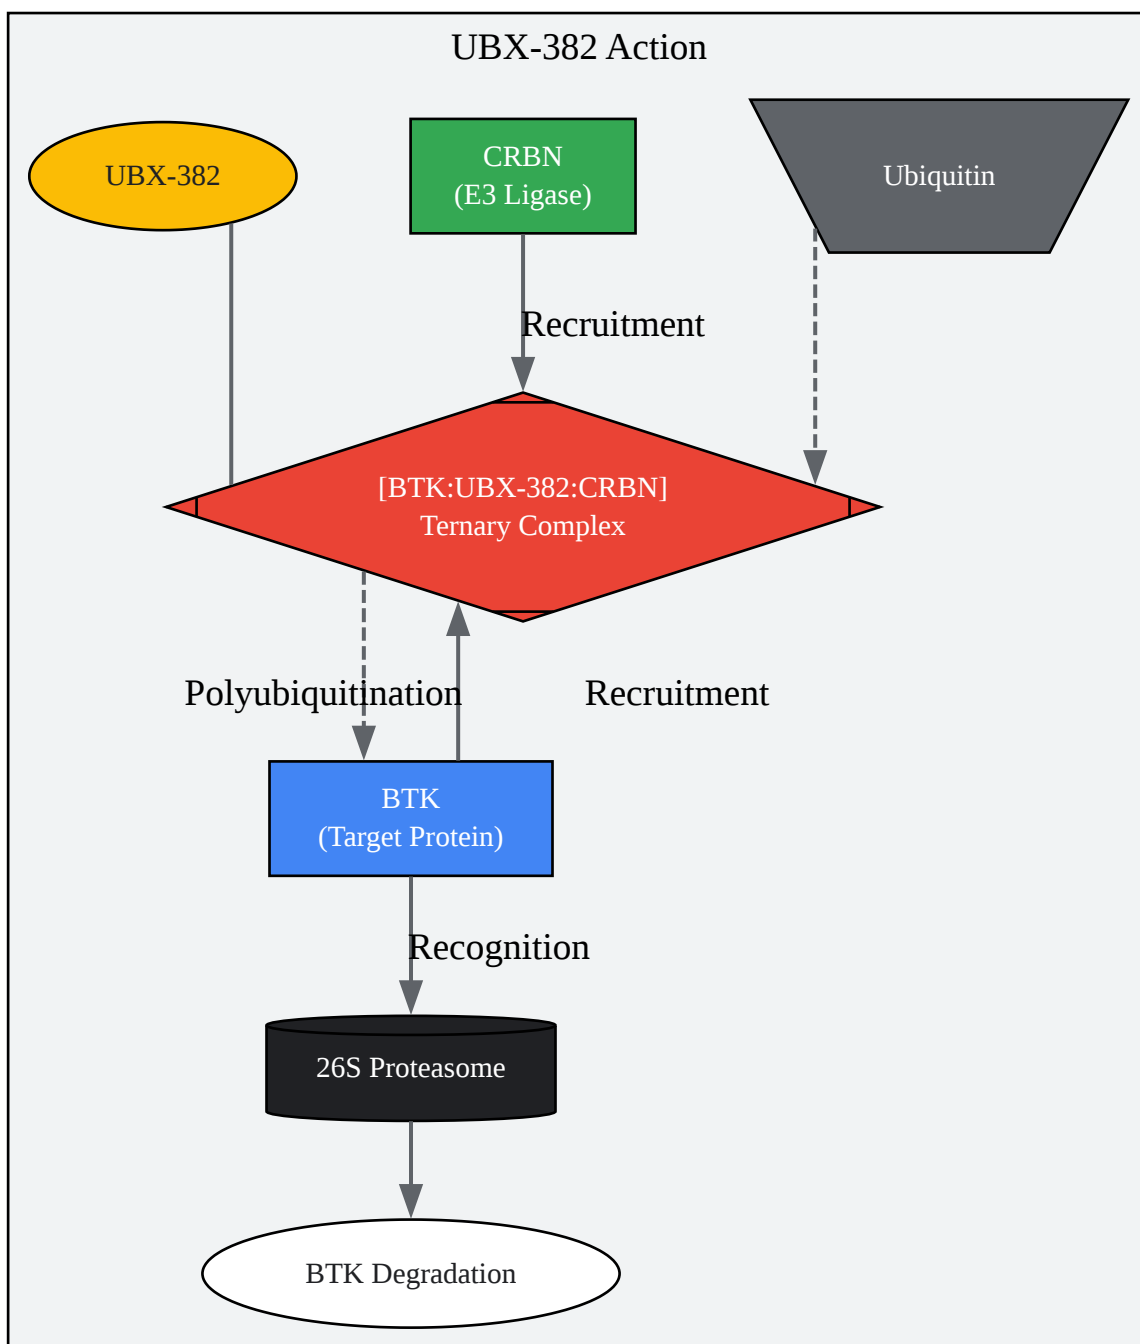 UBX-382 Action
UBX-382
CRBN
(E3 Ligase)
Ubiquitin
Recruitment
[BTK:UBX-382:CRBN]
Ternary Complex
Polyubiquitination
Recruitment
BTK
(Target Protein)
Recognition
26S Proteasome
BTK Degradation